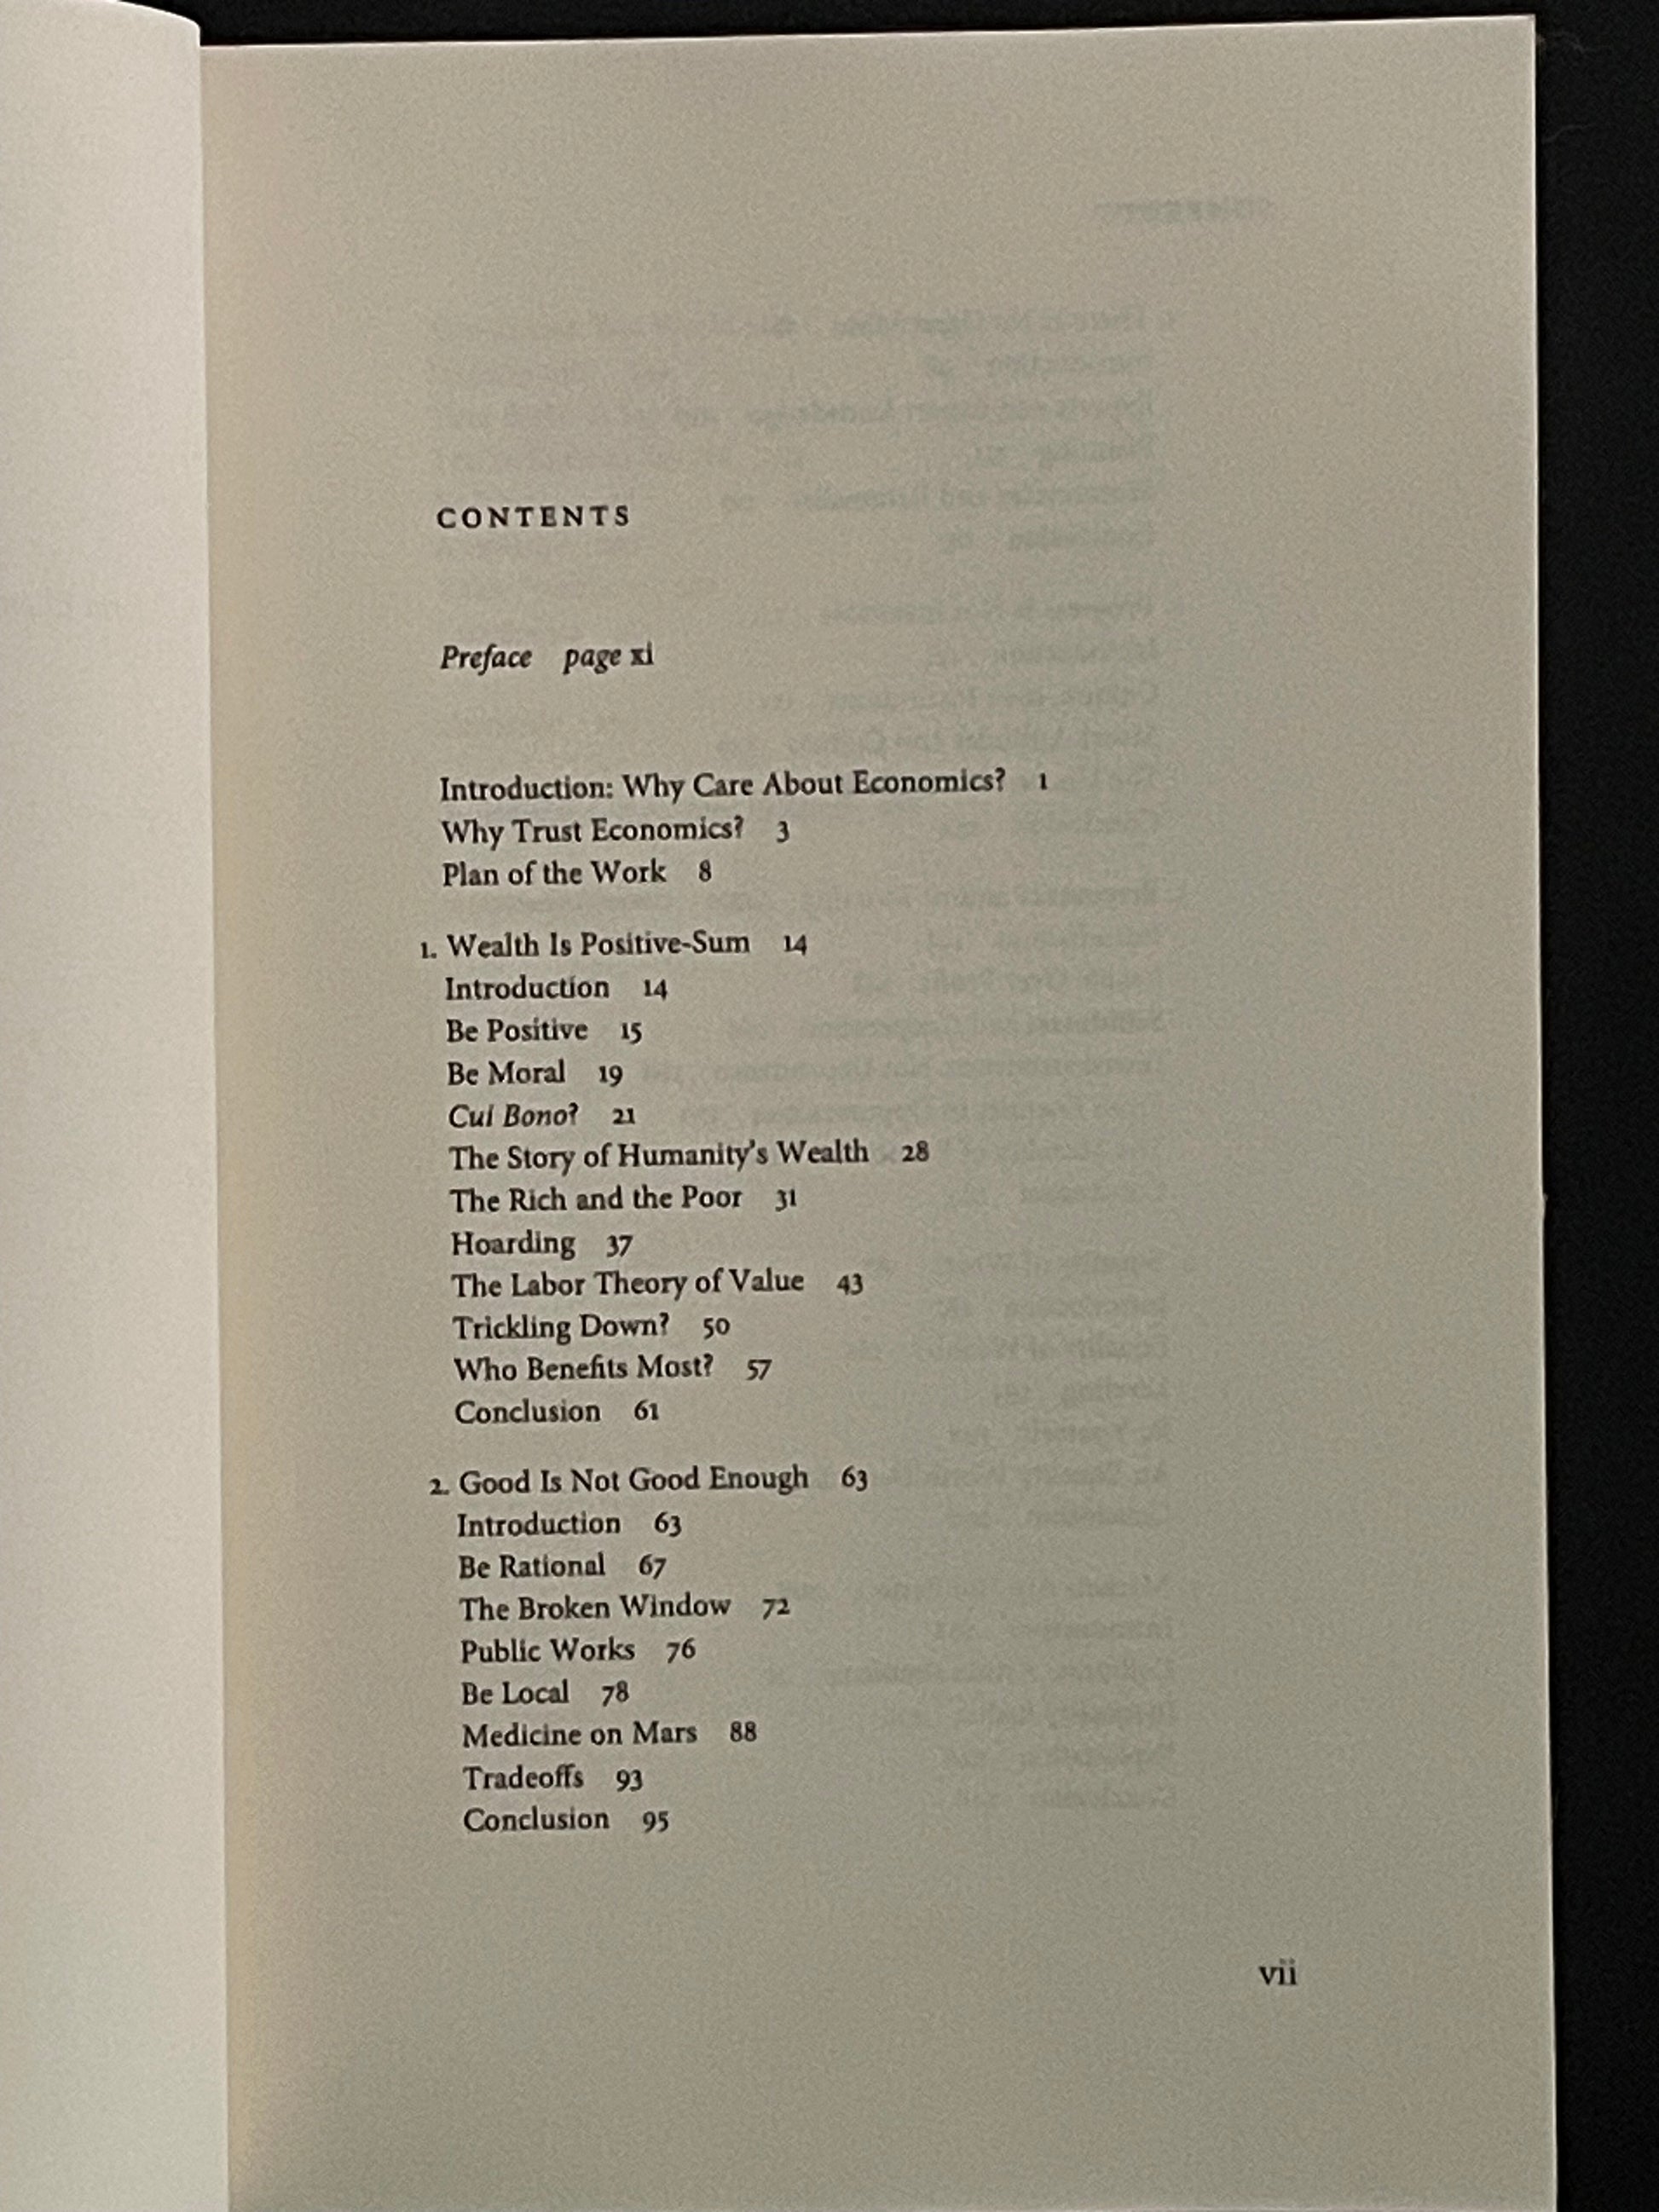 CONTENTS
Preface page xi
Introduction: Why Care About Economics? 1
Why Trust Economics? 3
Plan of the Work 8
1. Wealth Is Positive-Sum 14
Introduction 14
Be Positive 15
Be Moral 19
Cui Bono? 21
The Story of Humanity's Wealth 28
The Rich and the Poor 31
Hoarding 37
The Labor Theory of Value 43
Trickling Down? 50
Who Benefits Most? 57
Conclusion 61
2. Good Is Not Good Enough 63
Introduction 63
Be Rational 67
The Broken Window 72
Public Works 76
Be Local 78
Medicine on Mars 88
Tradeoffs 93
Conclusion 95
vii